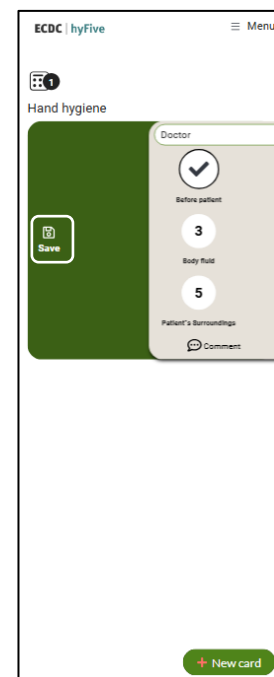 ECDC | hyFive
≡ Menu
1
Hand hygiene
Doctor
Before patient
Save
3
Body fluid
5
Patient's Surroundings
Comment
+ New card